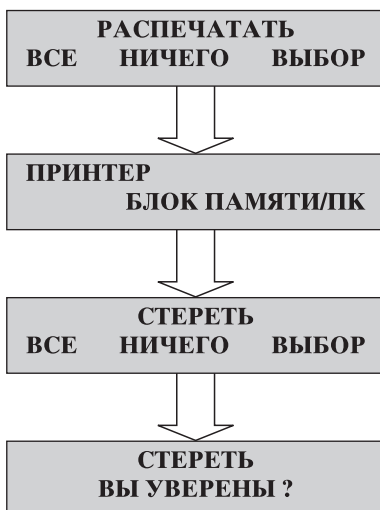 РАСПЕЧАТАТЬ
ВСЕ НИЧЕГО ВЫБОР
ПРИНТЕР
БЛОК ПАМЯТИ/ПК
СТЕРЕТЬ
ВСЕ НИЧЕГО ВЫБОР
СТЕРЕТЬ
ВЫ УВЕРЕНЫ ?